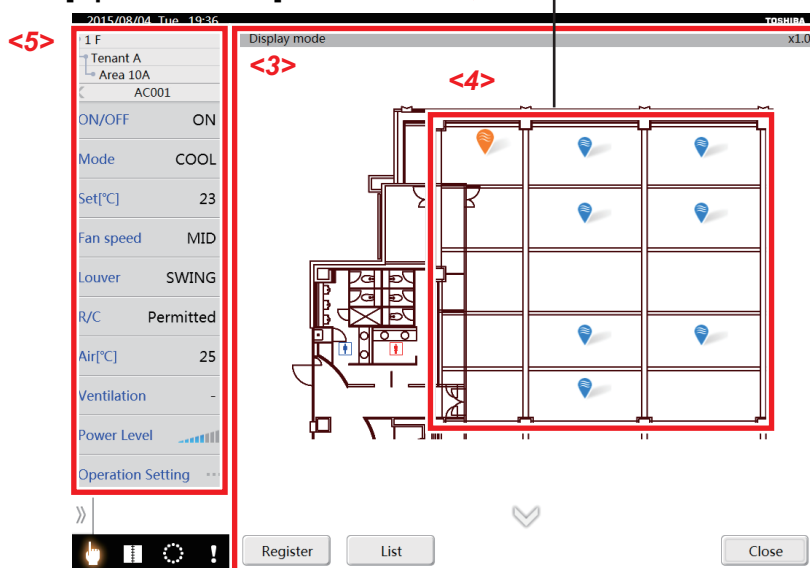 2015/08/04 Tue 19:36 TOSHIBA
<5>
1 F
Tenant A
Area 10A
AC001
ON/OFF ON
Mode COOL
Set[℃] 23
Fan speed MID
Louver SWING
R/C Permitted
Air[℃] 25
Ventilation -
Power Level
Operation Setting ...
Display mode x1.0
<3>
<4>
Register List Close